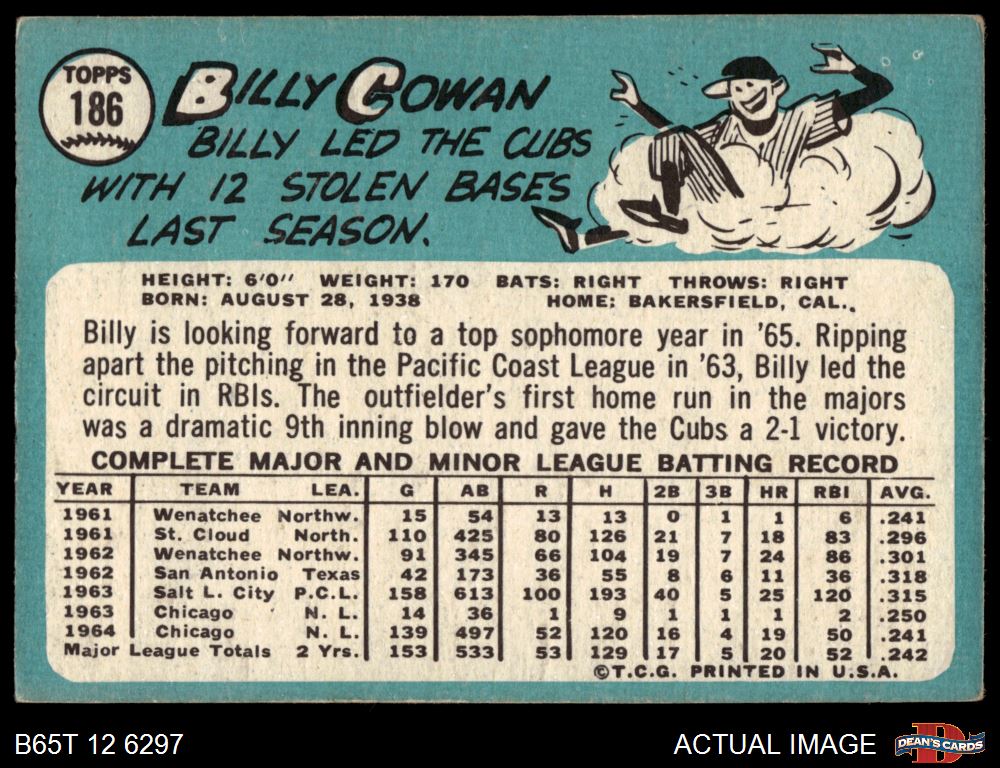 TOPPS
186
BILLY COWAN
BILLY LED THE CUBS
WITH 12 STOLEN BASES
LAST SEASON.
HEIGHT: 6'0" WEIGHT: 170 BATS: RIGHT THROWS: RIGHT
BORN: AUGUST 28, 1938 HOME: BAKERSFIELD, CAL.
Billy is looking forward to a top sophomore year in '65. Ripping
apart the pitching in the Pacific Coast League in '63, Billy led the
circuit in RBIs. The outfielder's first home run in the majors
was a dramatic 9th inning blow and gave the Cubs a 2-1 victory.
COMPLETE MAJOR AND MINOR LEAGUE BATTING RECORD
YEAR TEAM LEA. G AB R H 2B 3B HR RBI AVG.
1961 Wenatchee Northw. 15 54 13 13 0 1 1 6 .241
1961 St. Cloud North. 110 425 80 126 21 7 18 83 .296
1962 Wenatchee Northw. 91 345 66 104 19 7 24 86 .301
1962 San Antonio Texas 42 173 36 55 8 6 11 36 .318
1963 Salt L. City P.C.L. 158 613 100 193 40 5 25 120 .315
1963 Chicago N. L. 14 36 1 9 1 1 1 2 .250
1964 Chicago N. L. 139 497 52 120 16 4 19 50 .241
Major League Totals 2 Yrs. 153 533 53 129 17 5 20 52 .242
©T.C.G. PRINTED IN U.S.A.
B65T 12 6297 ACTUAL IMAGE
DEAN'S CARDS